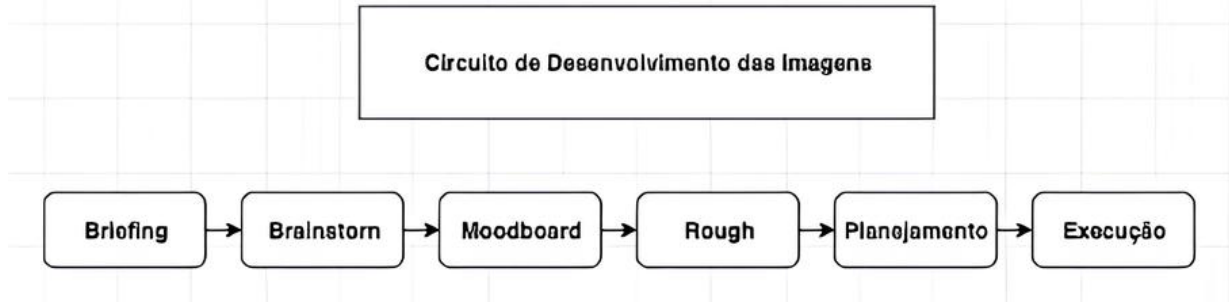 Circuito de Desenvolvimento das Imagens
Briefing
Brainstorn
Moodboard
Rough
Planejamento
Execução